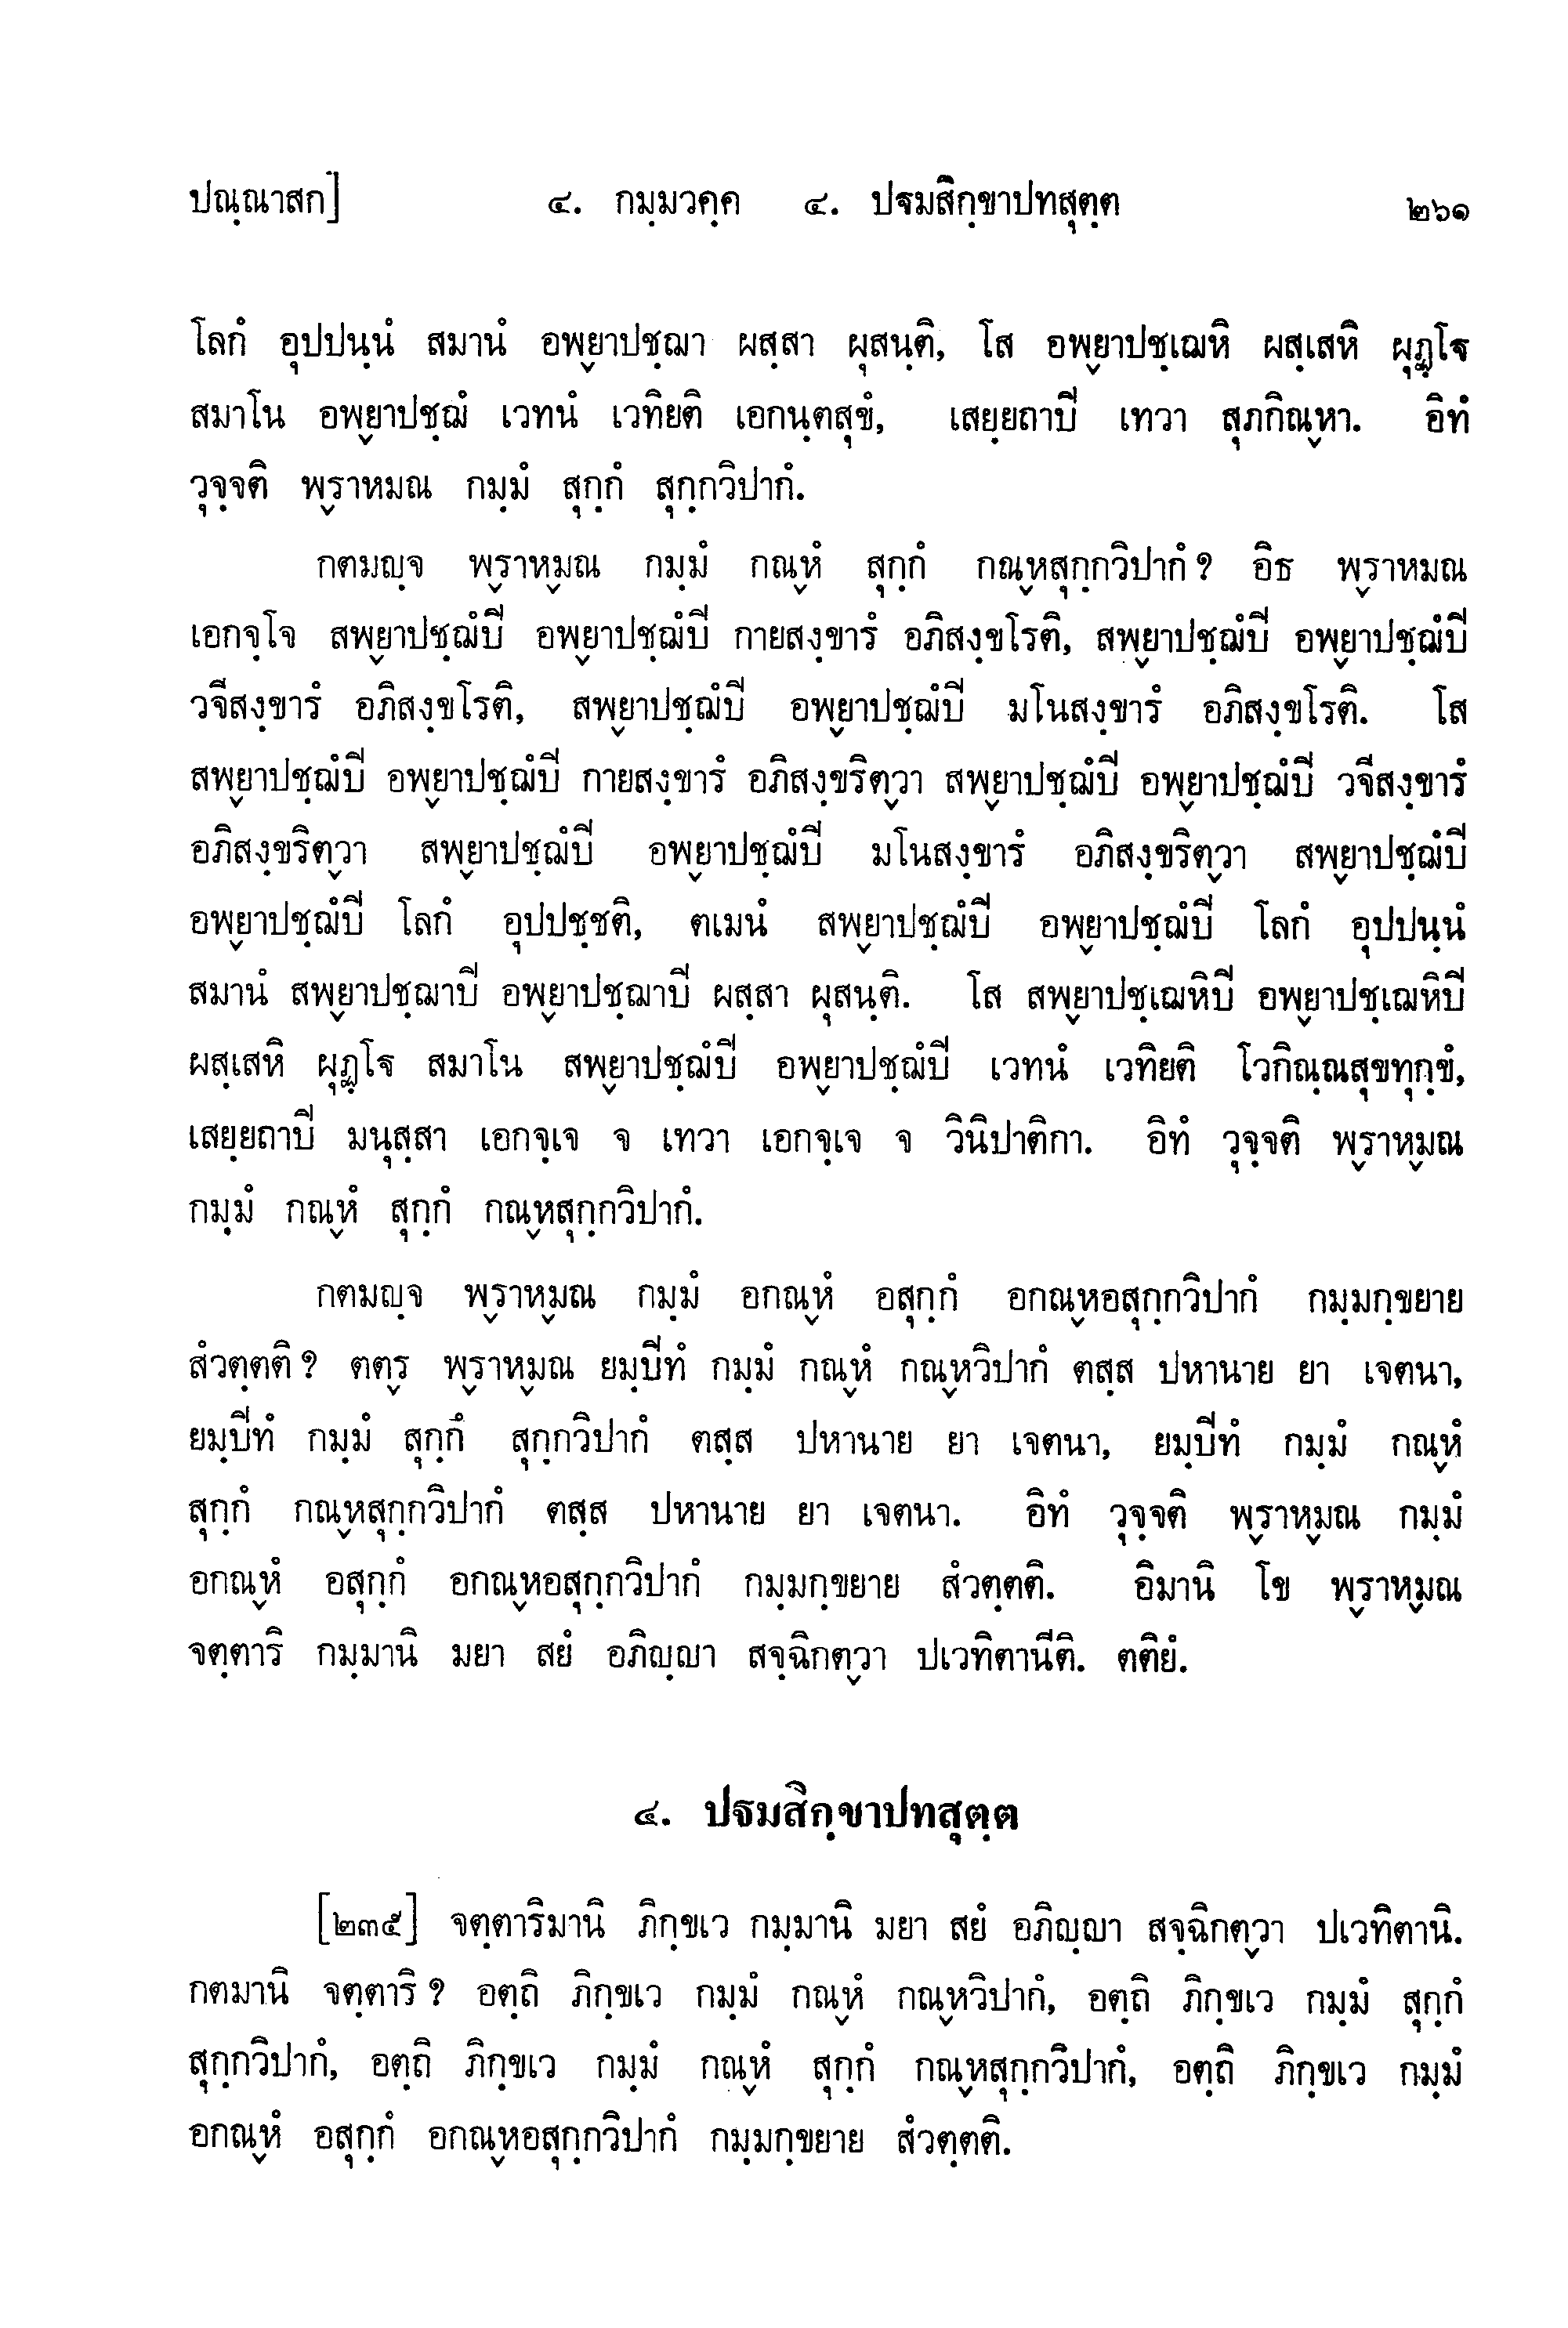 ปณฺณาสก] ๔. กมฺมวคฺค ๔. ปฐมสิกฺขาปทสุตฺต ๒๖๑
โลกํ อุปปนฺนํ สมานํ อพ๎ยาปชฺฌา ผสฺสา ผุสนฺติ, โส อพ๎ยาปชฺเฌหิ ผสฺเสหิ ผุฏฺโฐ
สมาโน อพ๎ยาปชฺฌํ เวทนํ เวทิยติ เอกนฺตสุขํ, เสยฺยถาปิ เทวา สุภกิณ๎หา. อิทํ
วุจฺจติ พ๎ราหมณ กมฺมํ สุกฺกํ สุกฺกวิปากํ.
กตมญฺจ พ๎ราห๎มณ กมฺมํ กณ๎หํ สุกฺกํ กณ๎หสุกฺกวิปากํ? อิธ พ๎ราหมณ
เอกจฺโจ สพ๎ยาปชฺฌํปิ อพ๎ยาปชฺฌํปิ กายสงฺขารํ อภิสงฺขโรติ, สพ๎ยาปชฺฌํปิ อพ๎ยาปชฺฌํปิ
วจีสงฺขารํ อภิสงฺขโรติ, สพ๎ยาปชฺฌํปิ อพ๎ยาปชฺฌํปิ มโนสงฺขารํ อภิสงฺขโรติ. โส
สพ๎ยาปชฺฌํปิ อพ๎ยาปชฺฌํปิ กายสงฺขารํ อภิสงฺขริต๎วา สพ๎ยาปชฺฌํปิ อพ๎ยาปชฺฌํปิ วจีสงฺขารํ
อภิสงฺขริต๎วา สพ๎ยาปชฺฌํปิ อพ๎ยาปชฺฌํปิ มโนสงฺขารํ อภิสงฺขริต๎วา สพ๎ยาปชฺฌํปิ
อพ๎ยาปชฺฌํปิ โลกํ อุปปชฺชติ, ตเมนํ สพ๎ยาปชฺฌํปิ อพ๎ยาปชฺฌํปิ โลกํ อุปปนฺนํ
สมานํ สพ๎ยาปชฺฌาปิ อพ๎ยาปชฺฌาปิ ผสฺสา ผุสนฺติ. โส สพ๎ยาปชฺเฌหิปิ อพ๎ยาปชฺเฌหิปิ
ผสฺเสหิ ผุฏฺโฐ สมาโน สพ๎ยาปชฺฌํปิ อพ๎ยาปชฺฌํปิ เวทนํ เวทิยติ โวกิณฺณสุขทุกฺขํ,
เสยฺยถาปิ มนุสฺสา เอกจฺเจ จ เทวา เอกจฺเจ จ วินิปาติกา. อิทํ วุจฺจติ พ๎ราห๎มณ
กมฺมํ กณ๎หํ สุกฺกํ กณ๎หสุกฺกวิปากํ.
กตมญฺจ พ๎ราห๎มณ กมฺมํ อกณ๎หํ อสุกฺกํ อกณ๎หอสุกฺกวิปากํ กมฺมกฺขยาย
สํวตฺตติ? ตต๎ร พ๎ราห๎มณ ยมฺปิทํ กมฺมํ กณ๎หํ กณ๎หวิปากํ ตสฺส ปหานาย ยา เจตนา,
ยมฺปิทํ กมฺมํ สุกฺกํ สุกฺกวิปากํ ตสฺส ปหานาย ยา เจตนา, ยมฺปิทํ กมฺมํ กณ๎หํ
สุกฺกํ กณ๎หสุกฺกวิปากํ ตสฺส ปหานาย ยา เจตนา. อิทํ วุจฺจติ พ๎ราห๎มณ กมฺมํ
อกณ๎หํ อสุกฺกํ อกณ๎หอสุกฺกวิปากํ กมฺมกฺขยาย สํวตฺตติ. อิมานิ โข พ๎ราห๎มณ
จตฺตาริ กมฺมานิ มยา สยํ อภิญฺญา สจฺฉิกต๎วา ปเวทิตานีติ. ตติยํ.
๔. ปฐมสิกฺขาปทสุตฺต
[๒๓๕] จตฺตาริมานิ ภิกฺขเว กมฺมานิ มยา สยํ อภิญฺญา สจฺฉิกต๎วา ปเวทิตานิ.
กตมานิ จตฺตาริ? อตฺถิ ภิกฺขเว กมฺมํ กณ๎หํ กณ๎หวิปากํ, อตฺถิ ภิกฺขเว กมฺมํ สุกฺกํ
สุกฺกวิปากํ, อตฺถิ ภิกฺขเว กมฺมํ กณ๎หํ สุกฺกํ กณ๎หสุกฺกวิปากํ, อตฺถิ ภิกฺขเว กมฺมํ
อกณ๎หํ อสุกฺกํ อกณ๎หอสุกฺกวิปากํ กมฺมกฺขยาย สํวตฺตติ.